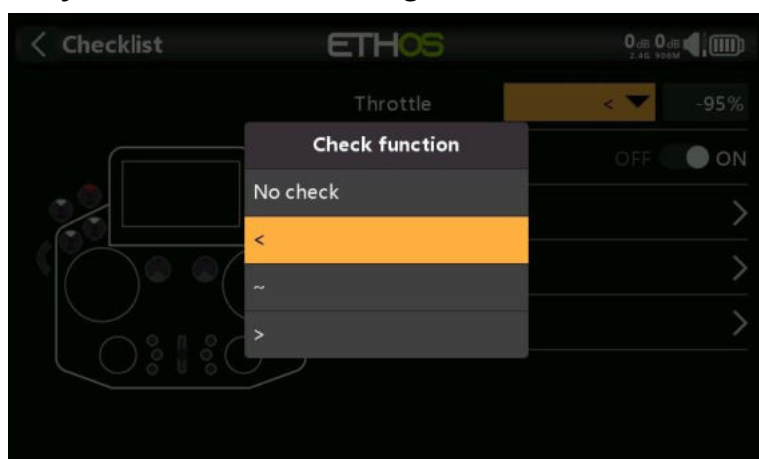 Checklist
ETHOS
0dB 0dB
2.4G 900M
Throttle < -95%
Check function
OFF ON
No check
<
~
>